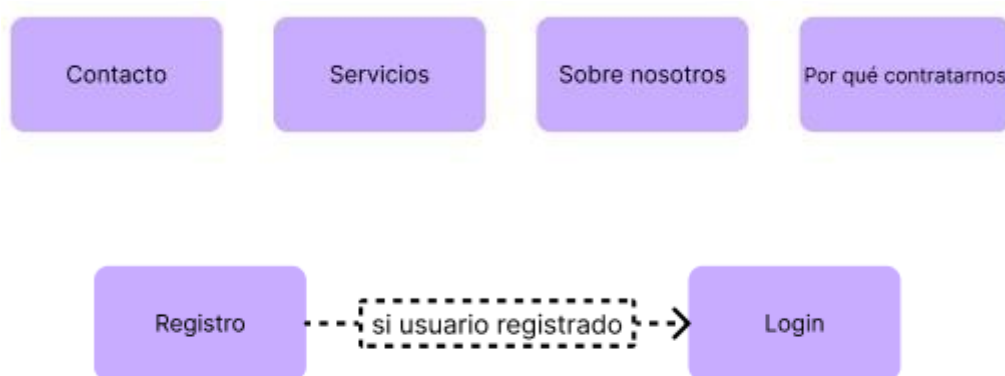 Contacto
Servicios
Sobre nosotros
Por qué contratarnos
Registro
si usuario registrado
Login